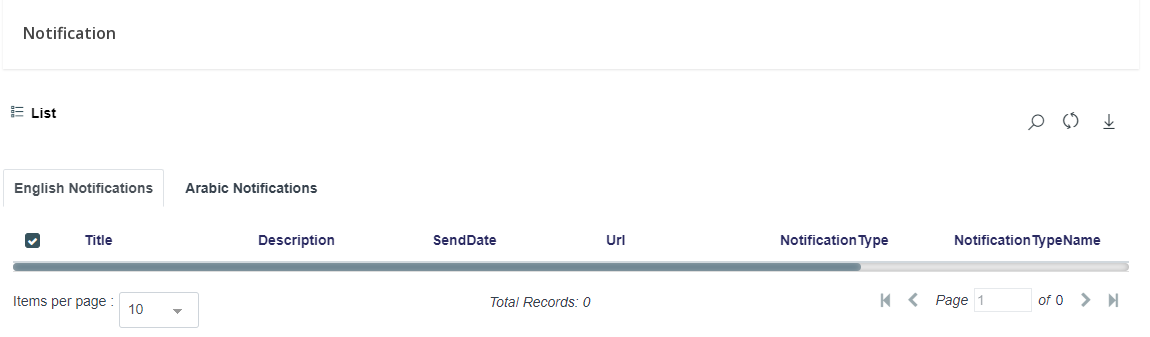 Notification
List
English Notifications Arabic Notifications
Title Description SendDate Url NotificationType NotificationTypeName
Items per page : 10 Total Records: 0 Page 1 of 0